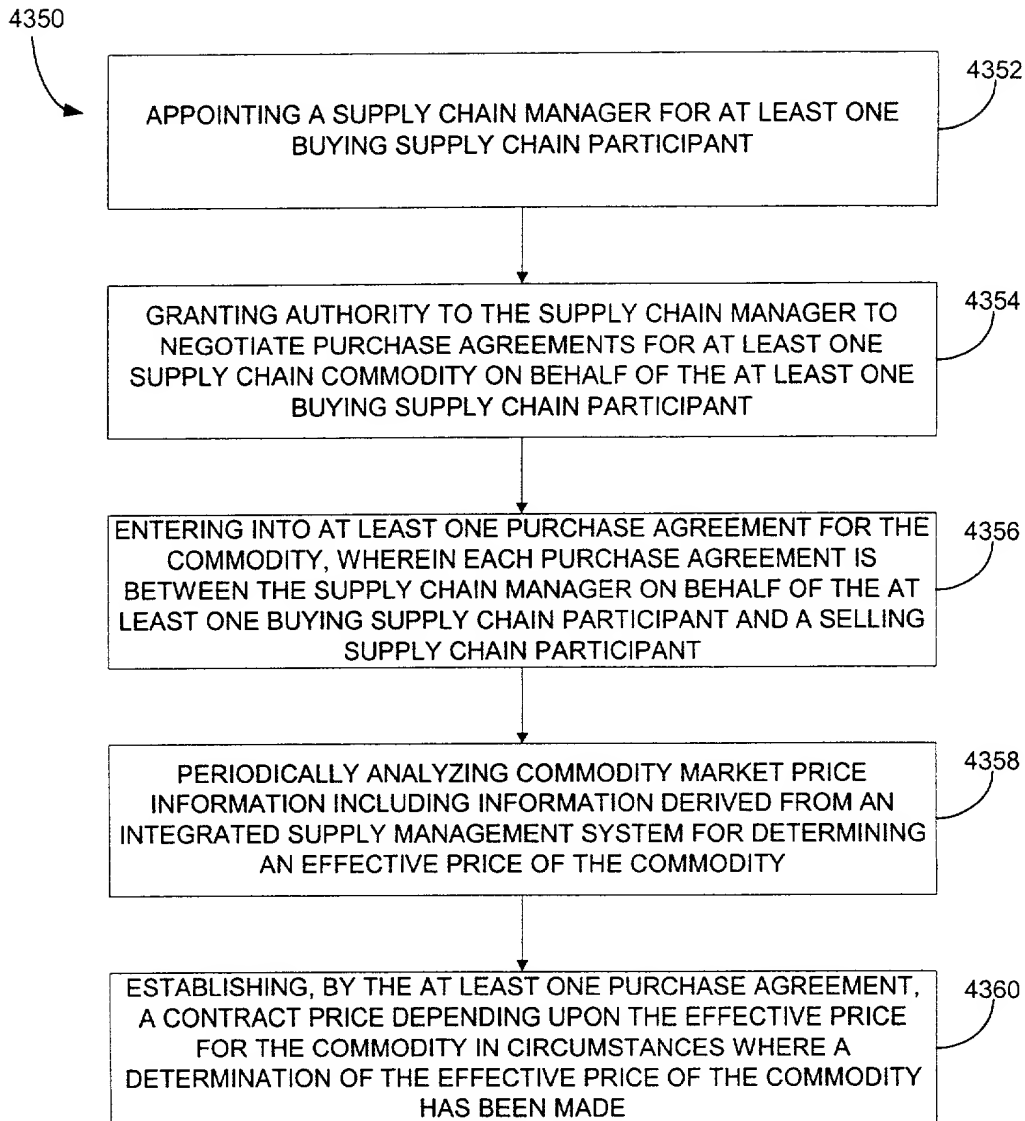 4350
APPOINTING A SUPPLY CHAIN MANAGER FOR AT LEAST ONE
BUYING SUPPLY CHAIN PARTICIPANT
4352
GRANTING AUTHORITY TO THE SUPPLY CHAIN MANAGER TO
NEGOTIATE PURCHASE AGREEMENTS FOR AT LEAST ONE
SUPPLY CHAIN COMMODITY ON BEHALF OF THE AT LEAST ONE
BUYING SUPPLY CHAIN PARTICIPANT
4354
ENTERING INTO AT LEAST ONE PURCHASE AGREEMENT FOR THE
COMMODITY, WHEREIN EACH PURCHASE AGREEMENT IS
BETWEEN THE SUPPLY CHAIN MANAGER ON BEHALF OF THE AT
LEAST ONE BUYING SUPPLY CHAIN PARTICIPANT AND A SELLING
SUPPLY CHAIN PARTICIPANT
4356
PERIODICALLY ANALYZING COMMODITY MARKET PRICE
INFORMATION INCLUDING INFORMATION DERIVED FROM AN
INTEGRATED SUPPLY MANAGEMENT SYSTEM FOR DETERMINING
AN EFFECTIVE PRICE OF THE COMMODITY
4358
ESTABLISHING, BY THE AT LEAST ONE PURCHASE AGREEMENT,
A CONTRACT PRICE DEPENDING UPON THE EFFECTIVE PRICE
FOR THE COMMODITY IN CIRCUMSTANCES WHERE A
DETERMINATION OF THE EFFECTIVE PRICE OF THE COMMODITY
HAS BEEN MADE
4360